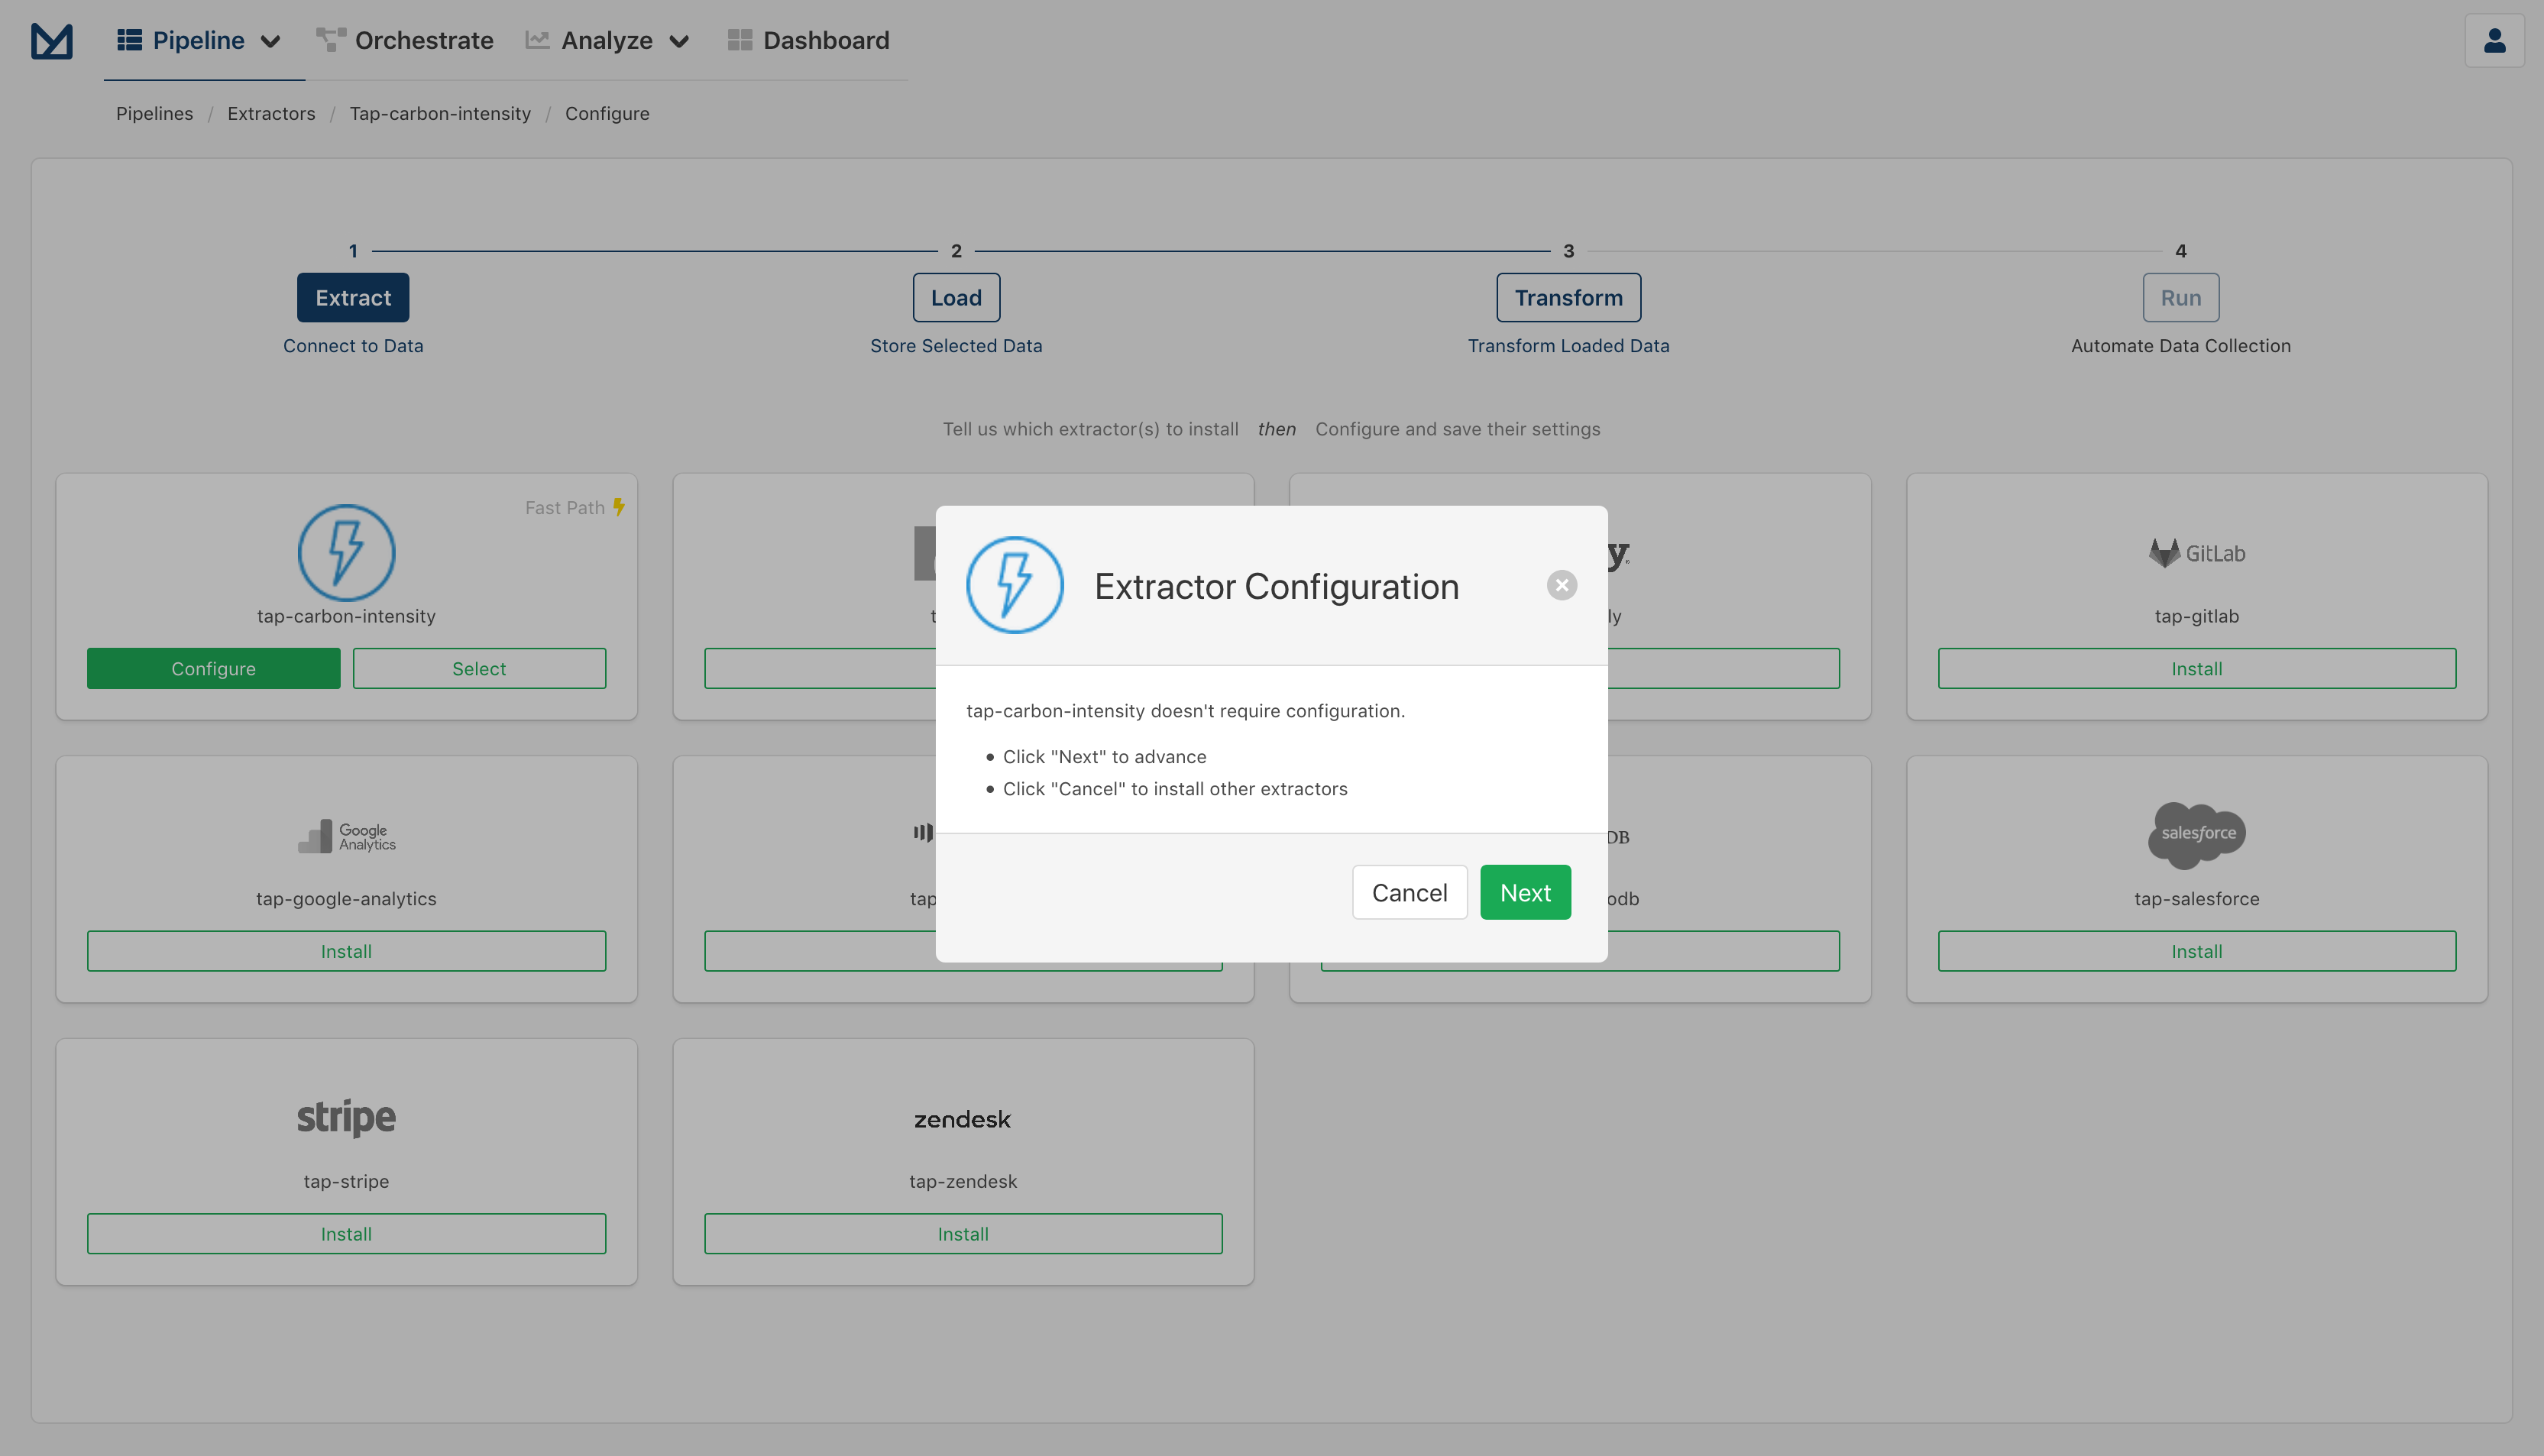 Pipeline Orchestrate Analyze Dashboard
Pipelines / Extractors / Tap-carbon-intensity / Configure
1 2 3 4
Extract Load Transform Run
Connect to Data Store Selected Data Transform Loaded Data Automate Data Collection
Tell us which extractor(s) to install then Configure and save their settings
Fast Path
GitLab
tap-carbon-intensity
tap-gitlab
Configure Select
Install
Extractor Configuration
tap-carbon-intensity doesn't require configuration.
Click "Next" to advance
Click "Cancel" to install other extractors
Cancel Next
Google
Analytics
salesforce
tap-google-analytics
tap-salesforce
Install
Install
stripe
zendesk
tap-stripe
tap-zendesk
Install
Install